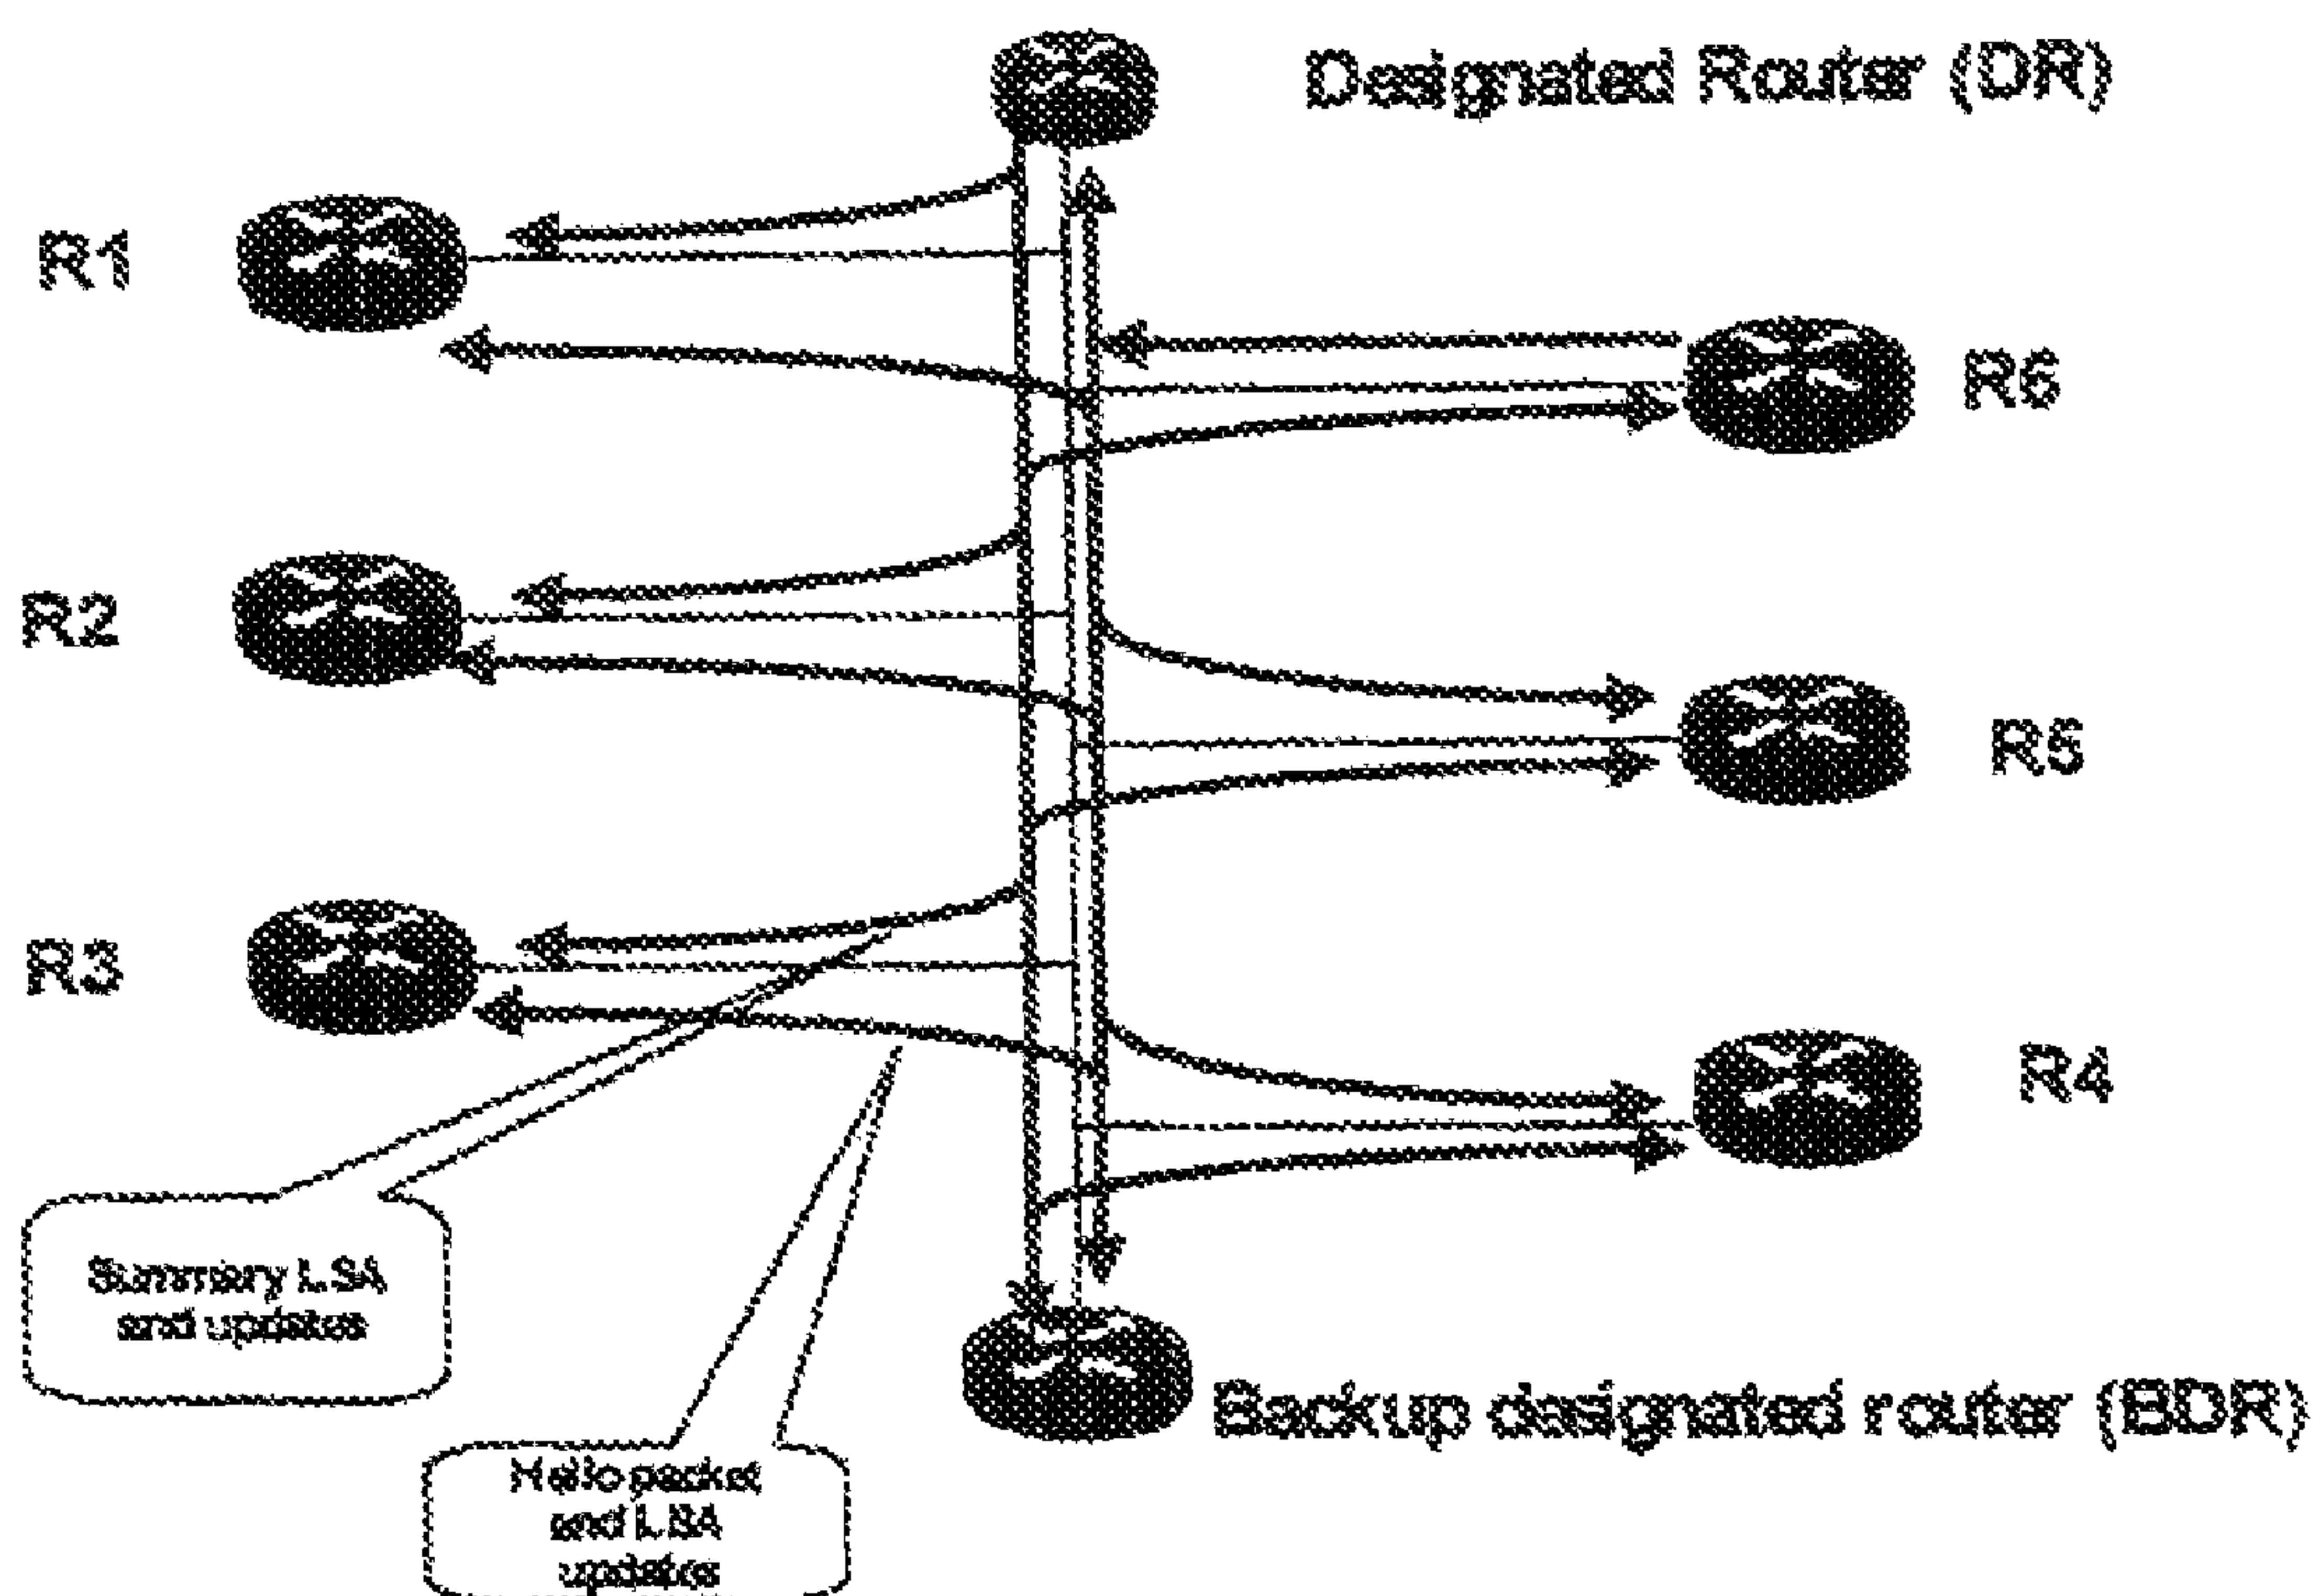 Designated Router (DR)
R1
R6
R2
R5
R3
R4
Summary LSA
and updates
Backup designated router (BDR)
Hello packet
and LSA
updates